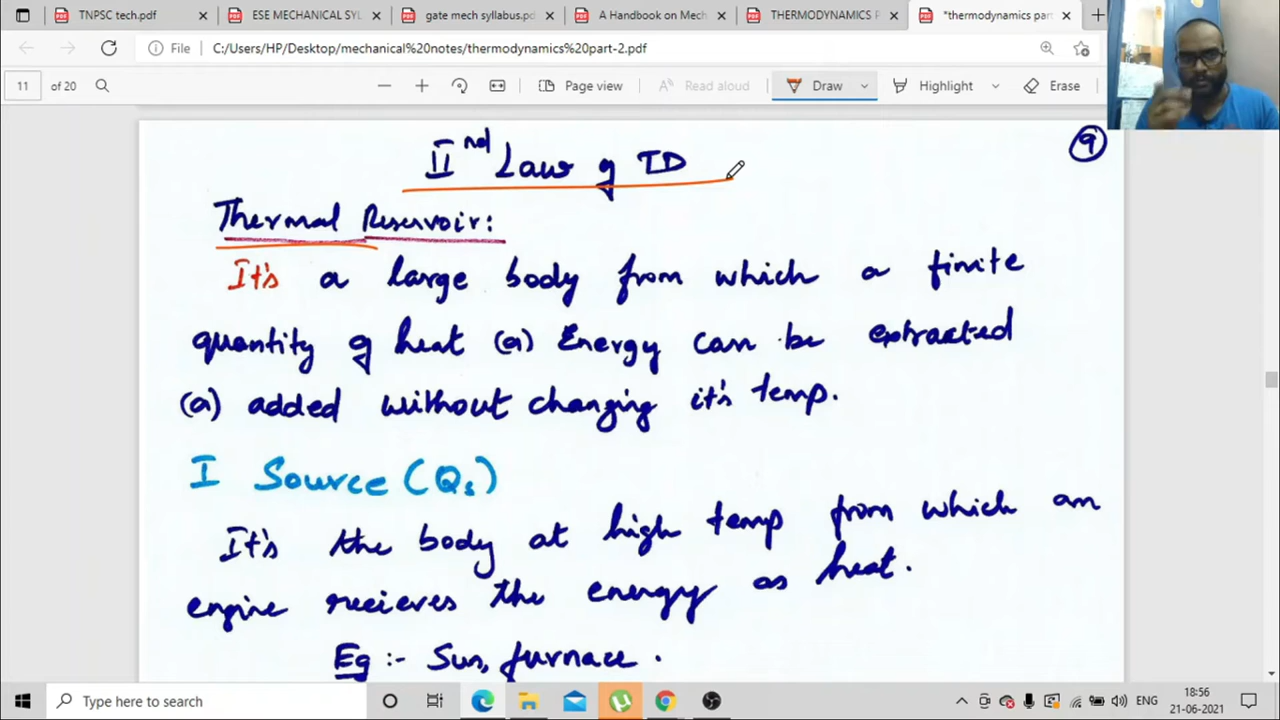 TNPSC tech.pdf
ESE MECHANICAL SYL
gate mech syllabus.pd
A Handbook on Mech
THERMODYNAMICS P
*thermodynamics par
File
C:/Users/HP/Desktop/mechanical%20notes/thermodynamics%20part-2.pdf
11 of 20
Page view
Read aloud
Draw
Highlight
Erase
II nd Law of TD
9
Thermal Reservoir:
It's a large body from which a finite
quantity of heat (or) Energy can be extracted
(or) added without changing it's temp.
I Source (Qs)
It's the body at high temp from which an
engine recieves the energy as heat.
Eg :- Sun, furnace.
Type here to search
ENG
18:56
21-06-2021